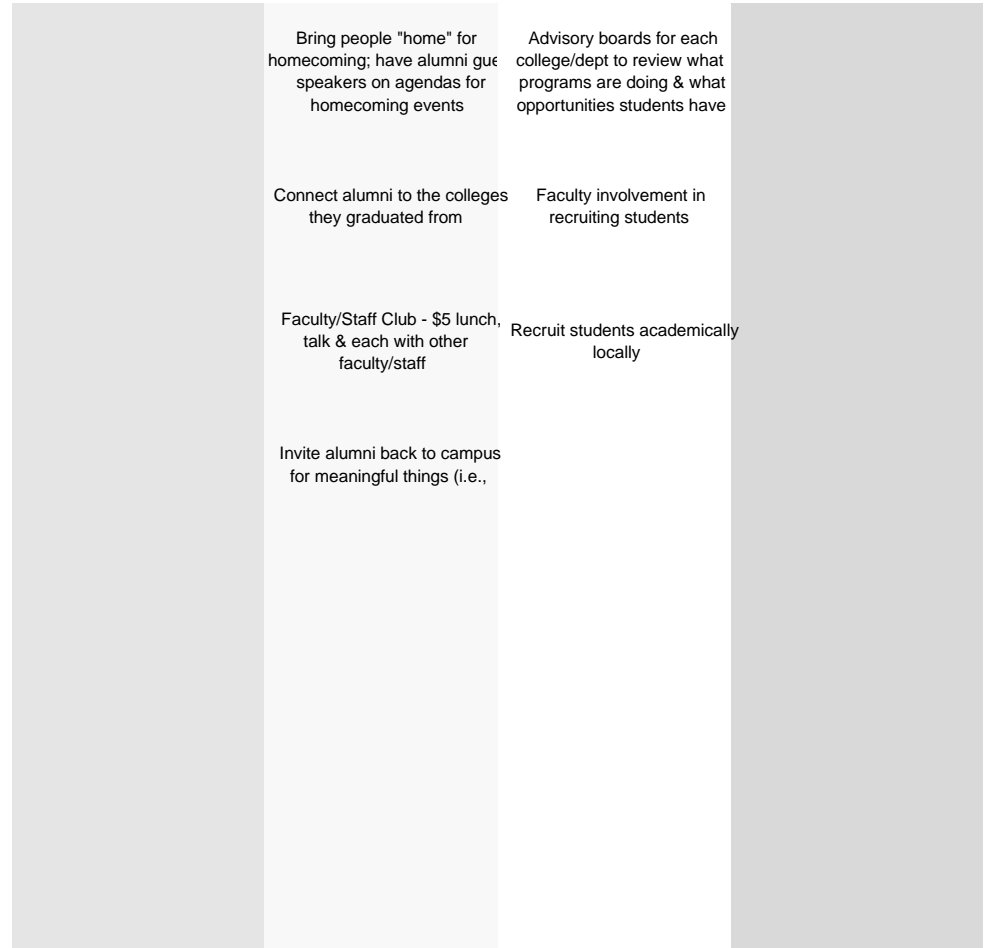 Bring people "home" for
homecoming; have alumni
speakers on agendas for
homecoming events
Connect alumni to the colleges
they graduated from
Faculty/Staff Club - $5 lunch,
talk & each with other
faculty/staff
Invite alumni back to campus
for meaningful things (i.e.,
Advisory boards for each
college/dept to review what
programs are doing & what
opportunities students have
Faculty involvement in
recruiting students
Recruit students academically
locally